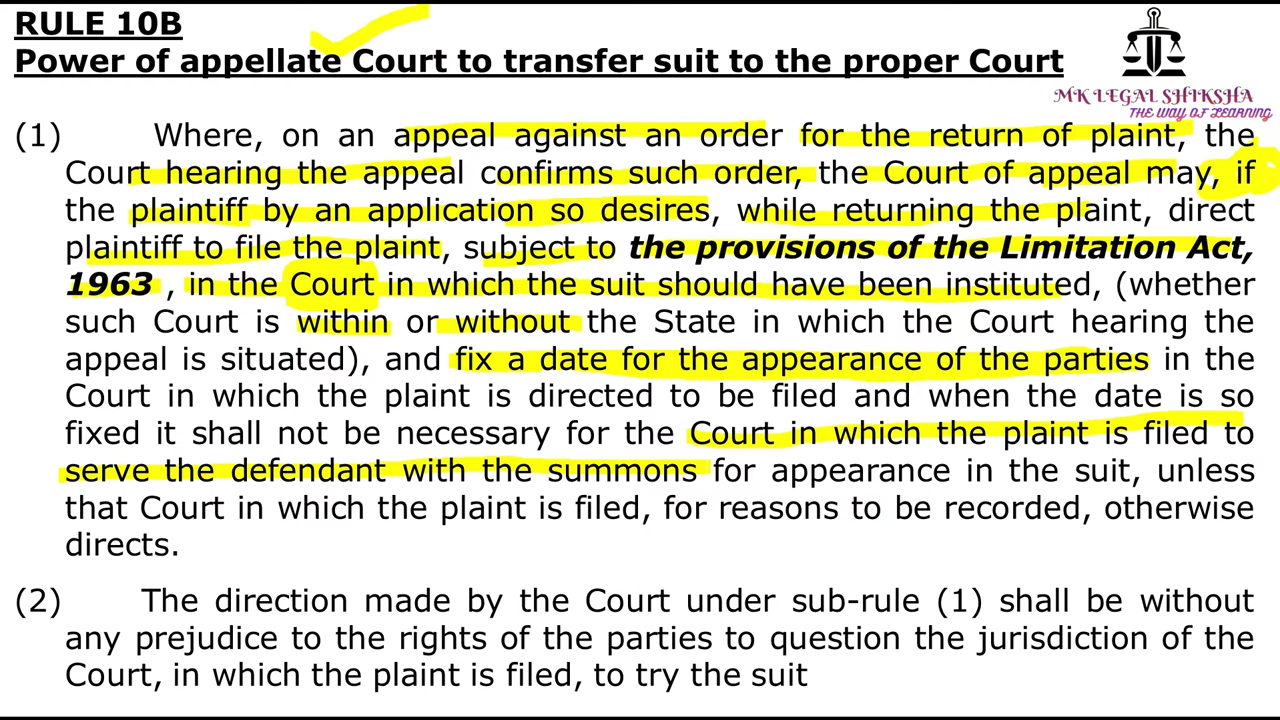 RULE 10B
Power of appellate Court to transfer suit to the proper Court
MK LEGAL SHIKSHA
THE WAY OF LEARNING
(1) Where, on an appeal against an order for the return of plaint, the
Court hearing the appeal confirms such order, the Court of appeal may, if
the plaintiff by an application so desires, while returning the plaint, direct
plaintiff to file the plaint, subject to the provisions of the Limitation Act,
1963 , in the Court in which the suit should have been instituted, (whether
such Court is within or without the State in which the Court hearing the
appeal is situated), and fix a date for the appearance of the parties in the
Court in which the plaint is directed to be filed and when the date is so
fixed it shall not be necessary for the Court in which the plaint is filed to
serve the defendant with the summons for appearance in the suit, unless
that Court in which the plaint is filed, for reasons to be recorded, otherwise
directs.
(2) The direction made by the Court under sub-rule (1) shall be without
any prejudice to the rights of the parties to question the jurisdiction of the
Court, in which the plaint is filed, to try the suit